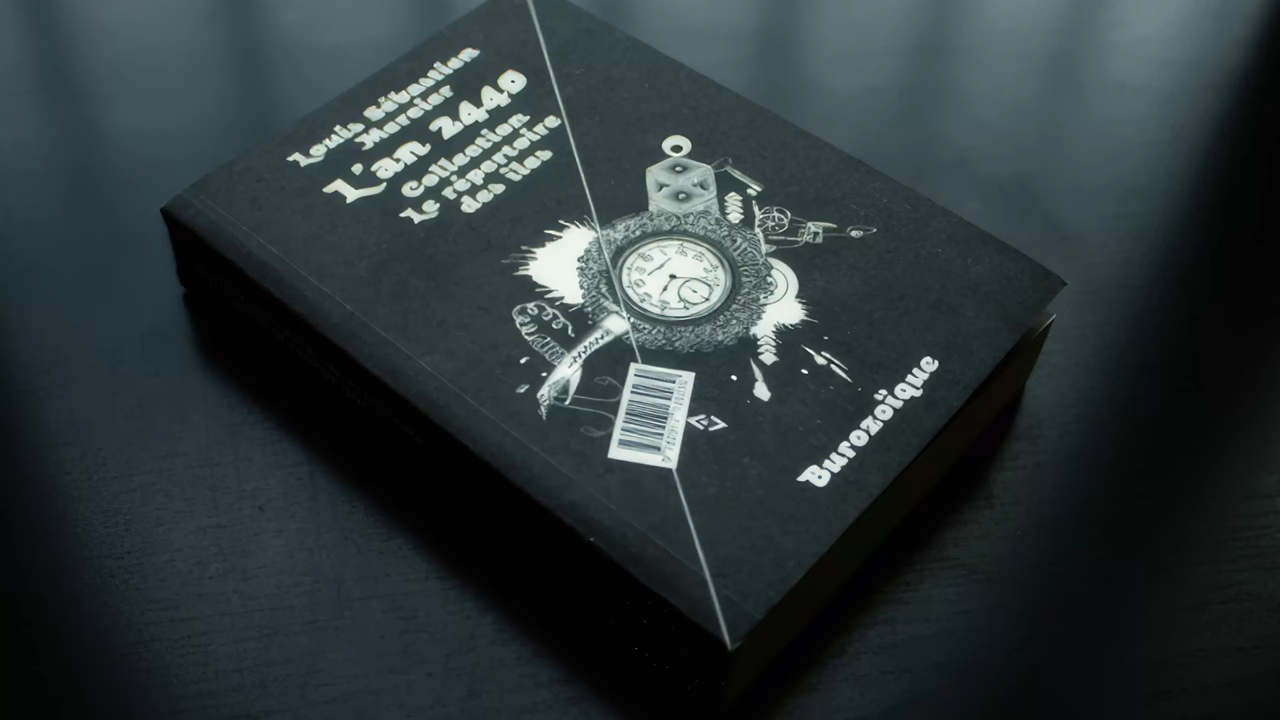 Louis Sébastien
Mercier
L'an 2440
Collection
Le répertoire
des îles
Burozoïque